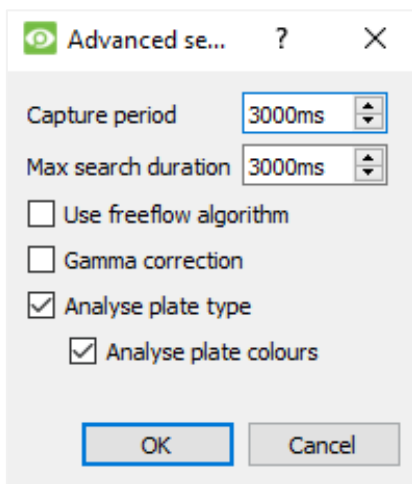 Advanced se... ?
Capture period 3000ms
Max search duration 3000ms
Use freeflow algorithm
Gamma correction
Analyse plate type
Analyse plate colours
OK Cancel